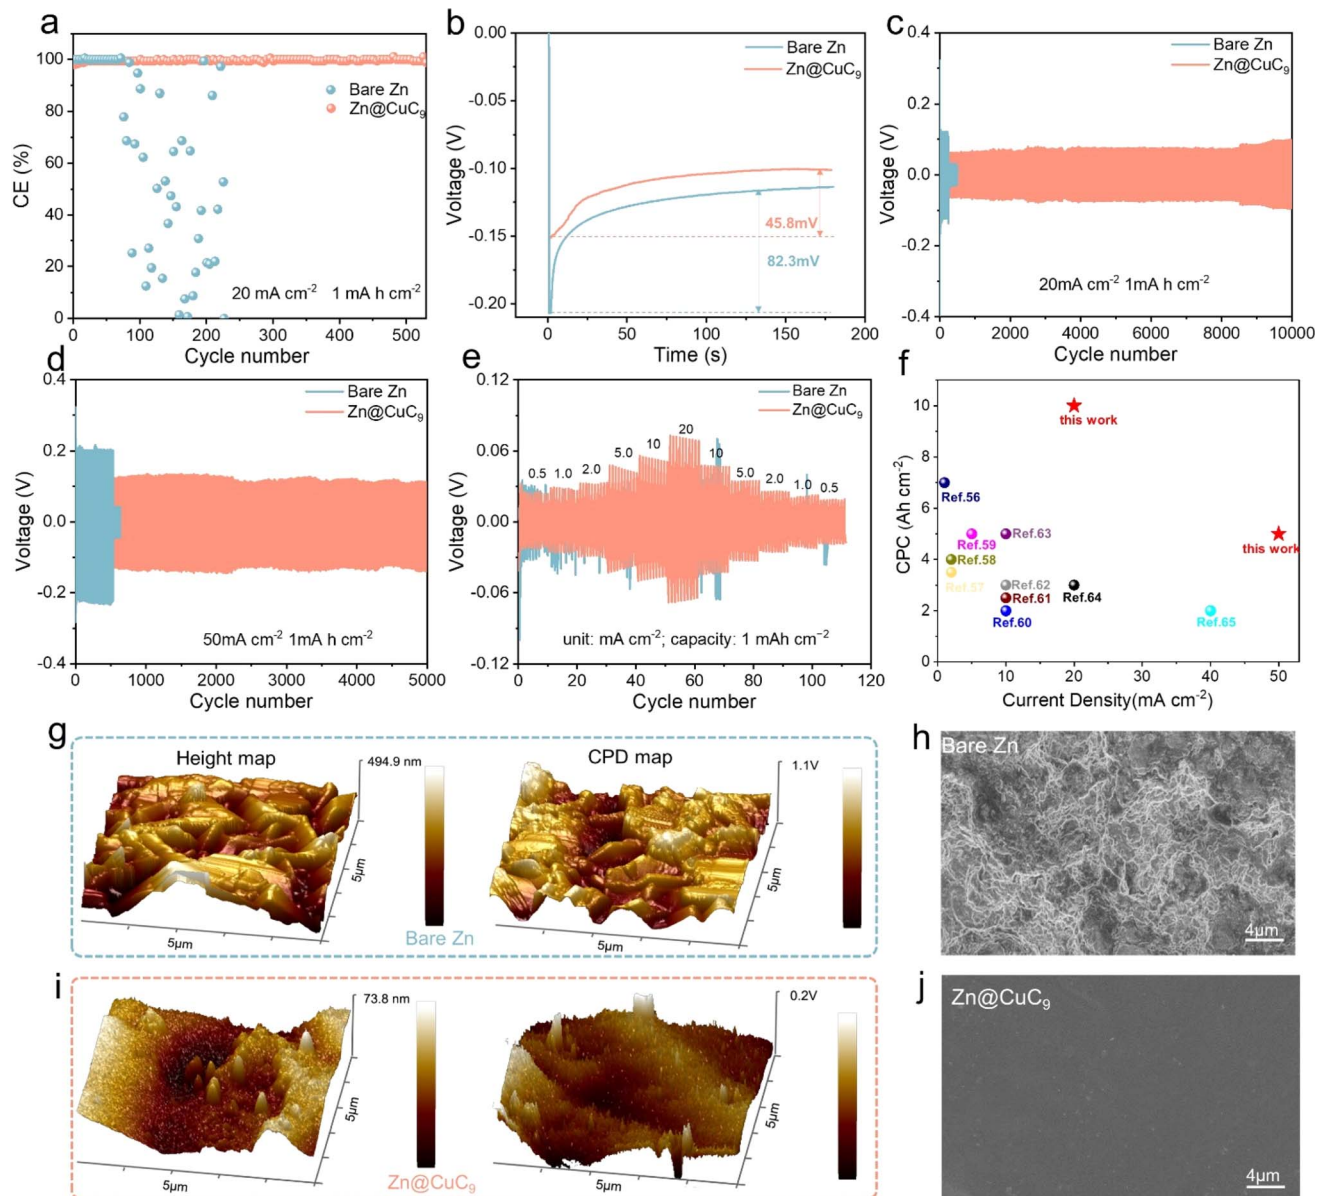 a
CE (%)
100
80
60
40
20
0
Bare Zn
Zn@CuC₉
20 mA cm⁻² 1 mA h cm⁻²
0 100 200 300 400 500
Cycle number
b
Voltage (V)
0.00
-0.05
-0.10
-0.15
-0.20
Bare Zn
Zn@CuC₉
45.8mV
82.3mV
0 50 100 150 200
Time (s)
c
Voltage (V)
0.4
0.2
0.0
-0.2
-0.4
Bare Zn
Zn@CuC₉
20mA cm⁻² 1mA h cm⁻²
0 2000 4000 6000 8000 10000
Cycle number
d
Voltage (V)
0.4
0.2
0.0
-0.2
-0.4
Bare Zn
Zn@CuC₉
50mA cm⁻² 1mA h cm⁻²
0 1000 2000 3000 4000 5000
Cycle number
e
Voltage (V)
0.12
0.06
0.00
-0.06
-0.12
Bare Zn
Zn@CuC₉
0.5 1.0 2.0 5.0 10 20 10 5.0 2.0 1.0 0.5
unit: mA cm⁻²; capacity: 1 mAh cm⁻²
0 20 40 60 80 100 120
Cycle number
f
CPC (Ah cm⁻²)
10
8
6
4
2
0
this work
Ref.56
Ref.59
Ref.63
this work
Ref.58
Ref.57
Ref.62
Ref.61
Ref.64
Ref.60
Ref.65
0 10 20 30 40 50
Current Density(mA cm⁻²)
g
Height map
494.9 nm
5μm
5μm
CPD map
1.1V
5μm
5μm
Bare Zn
h
Bare Zn
4μm
i
73.8 nm
5μm
5μm
0.2V
5μm
5μm
Zn@CuC₉
j
Zn@CuC₉
4μm